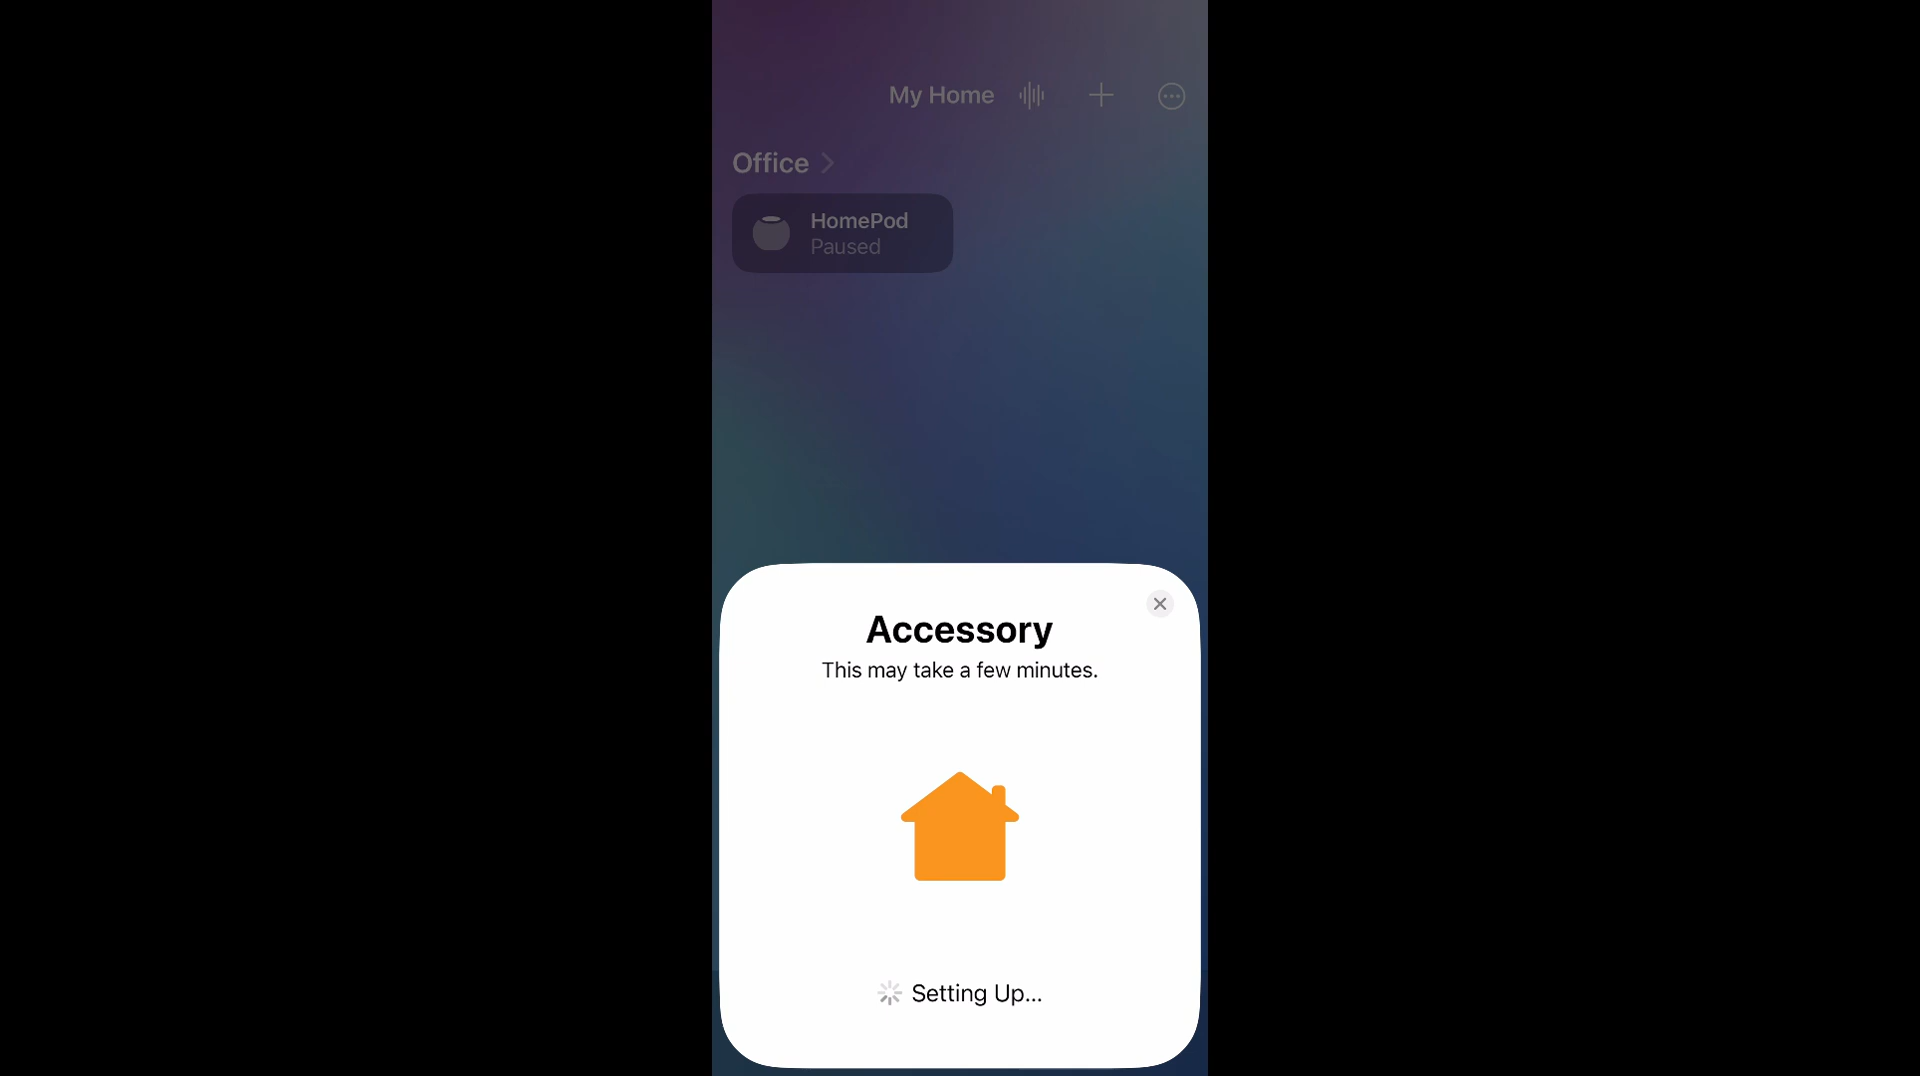 My Home
Office
HomePod
Paused
Accessory
This may take a few minutes.
Setting Up...